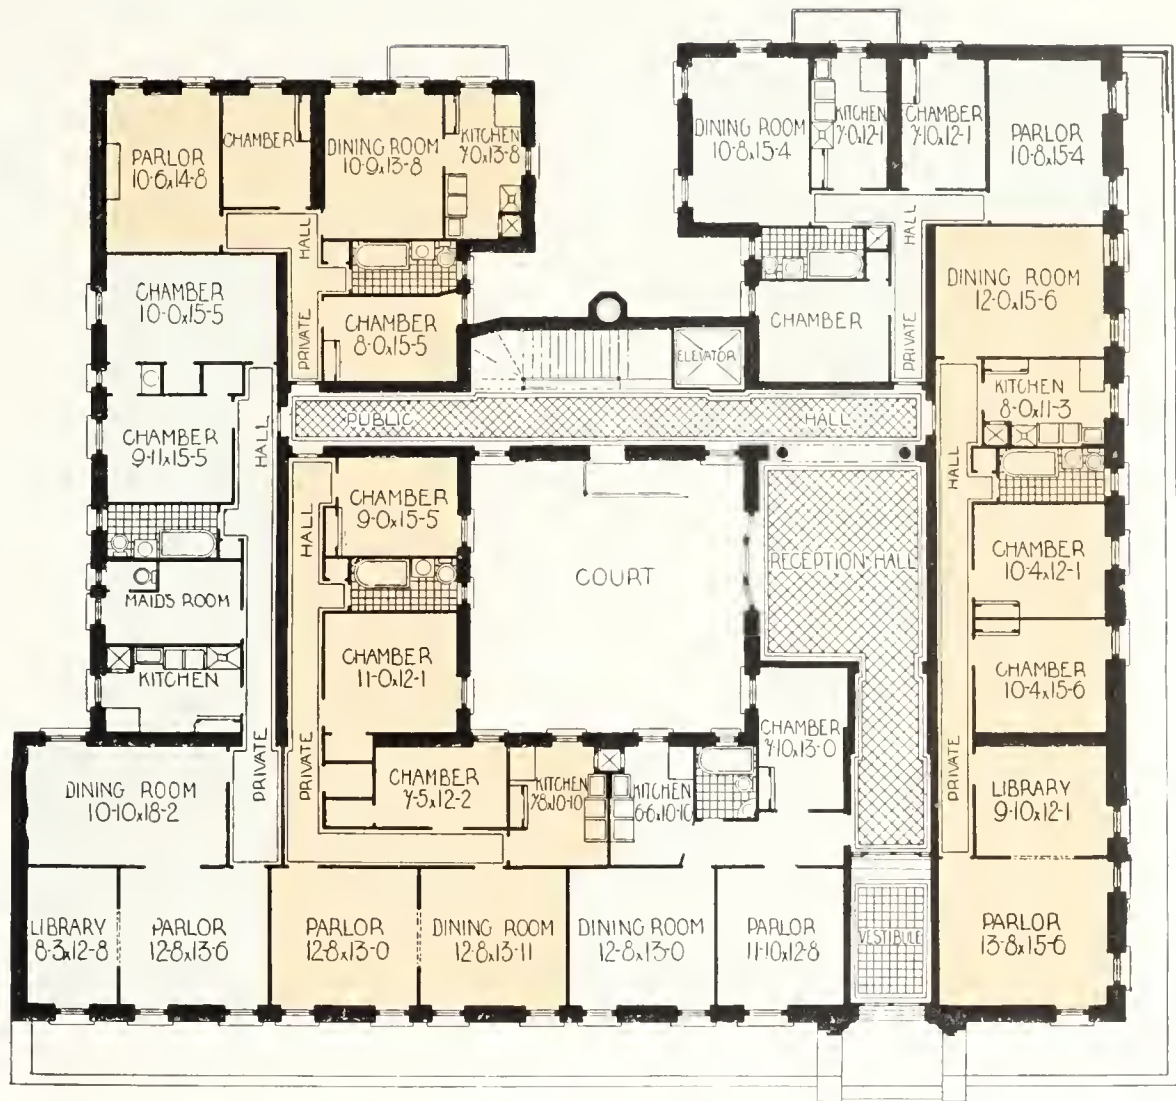 PARLOR
10-6x14-8
CHAMBER
DINING ROOM
10-9x13-8
KITCHEN
7-0x13-8
DINING ROOM
10-8x15-4
KITCHEN
7-0x12-1
CHAMBER
7-10x12-1
PARLOR
10-8x15-4
HALL
PRIVATE
HALL
PRIVATE
CHAMBER
10-0x15-5
CHAMBER
8-0x15-5
CHAMBER
DINING ROOM
12-0x15-6
ELEVATOR
KITCHEN
8-0x11-3
PUBLIC HALL
CHAMBER
9-11x15-5
HALL
PRIVATE
CHAMBER
9-0x15-5
HALL
PRIVATE
COURT
RECEPTION HALL
HALL
PRIVATE
CHAMBER
10-4x12-1
MAIDS ROOM
KITCHEN
CHAMBER
11-0x12-1
CHAMBER
10-4x15-6
CHAMBER
7-10x13-0
DINING ROOM
10-10x18-2
CHAMBER
7-5x12-2
KITCHEN
7-8x10-10
KITCHEN
6-6x10-10
LIBRARY
9-10x12-1
LIBRARY
8-3x12-8
PARLOR
12-8x13-6
PARLOR
12-8x13-0
DINING ROOM
12-8x13-11
DINING ROOM
12-8x13-0
PARLOR
11-10x12-8
VESTIBULE
PARLOR
13-8x15-6